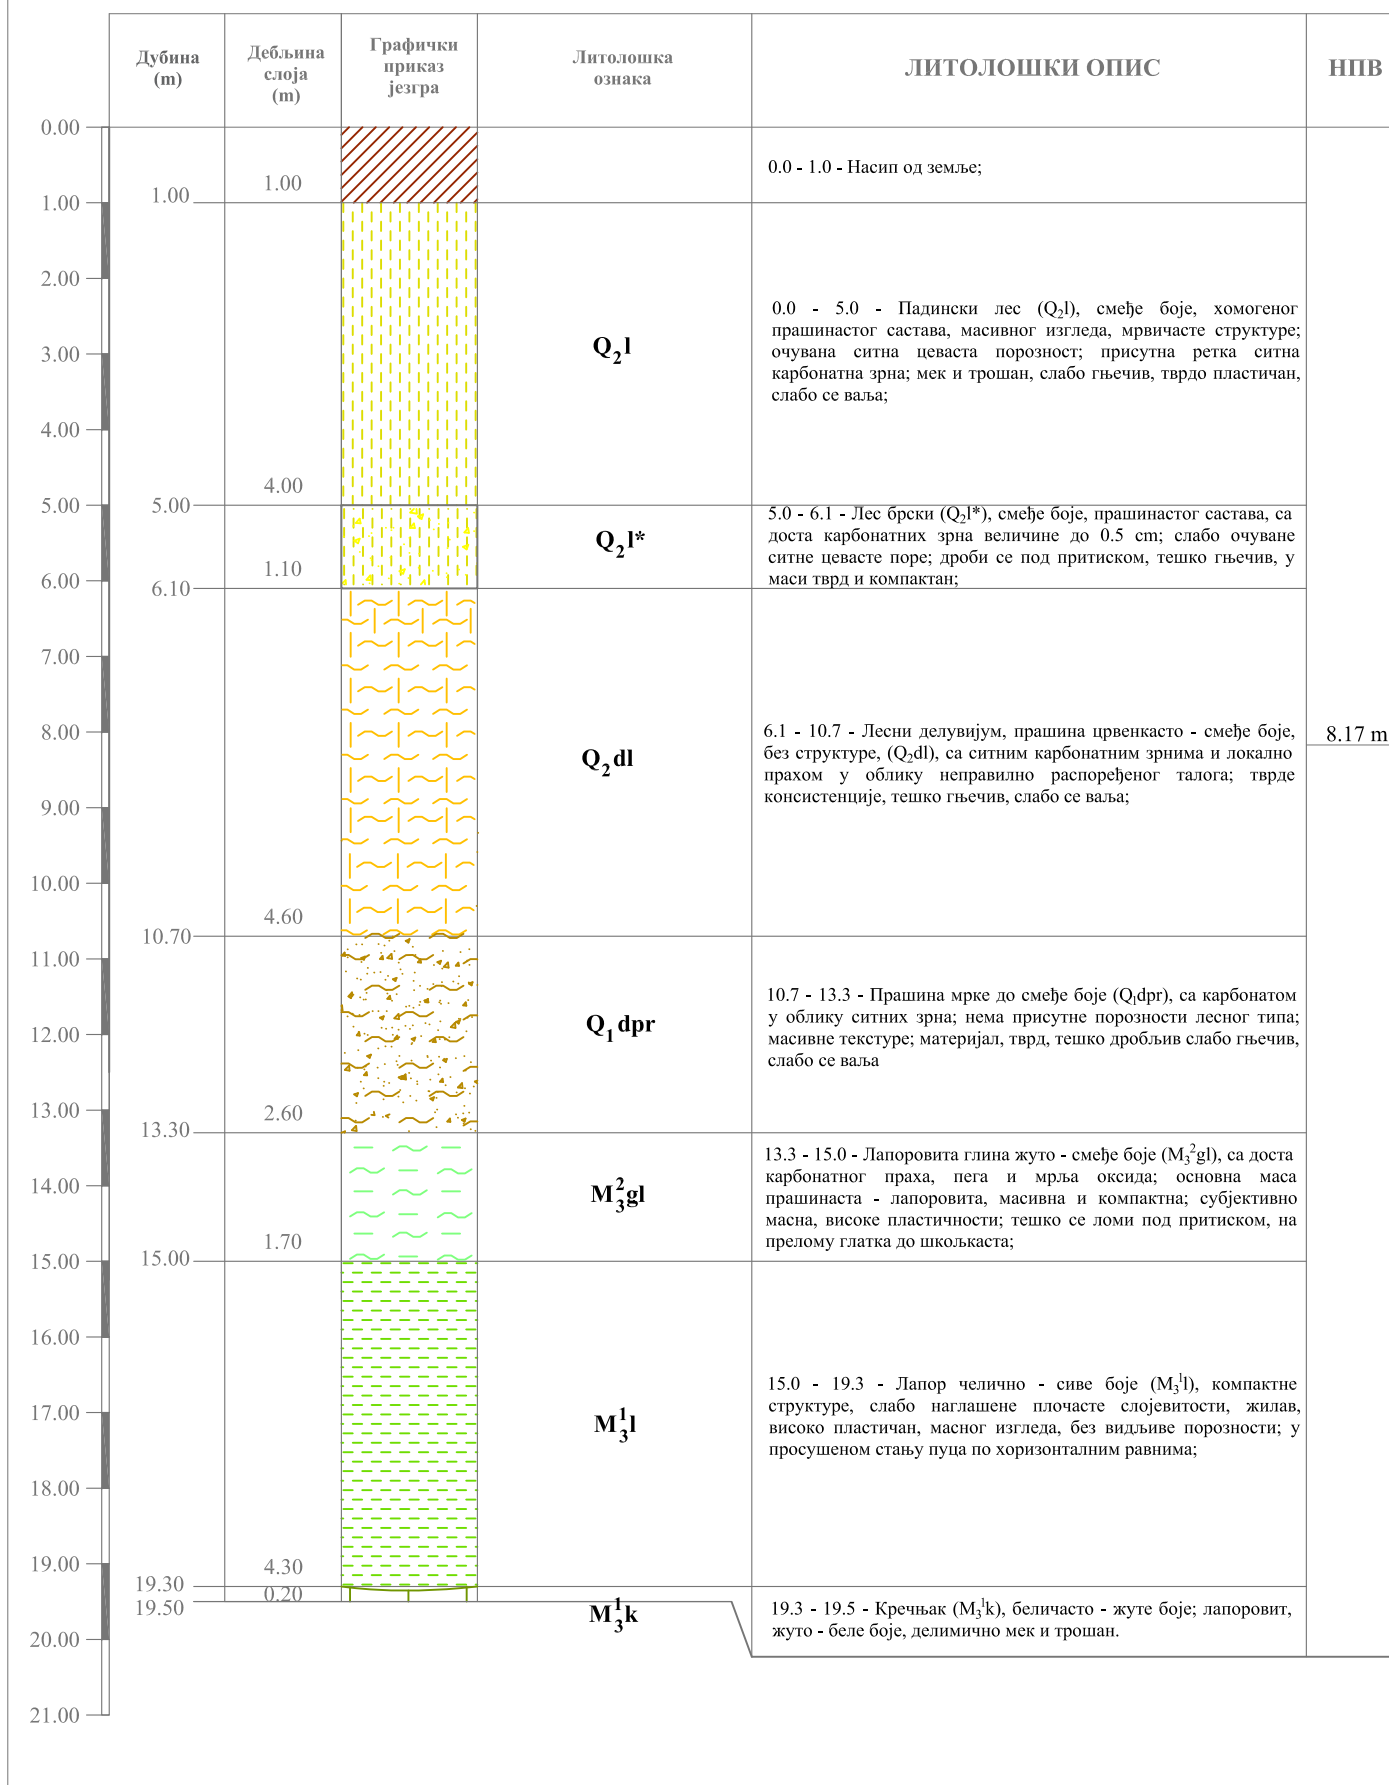 Дубина
(m)
Дебљина
слоја
(m)
Графички
приказ
језгра
Литолошка
ознака
ЛИТОЛОШКИ ОПИС
НПВ
0.00
1.00
1.00
0.0 - 1.0 - Насип од земље;
1.00
2.00
3.00
4.00
4.00
Q₂l
0.0 - 5.0 - Падински лес (Q₂l), смеђе боје, хомогеног
прашинастог састава, масивног изгледа, мрвичасте структуре;
очувана ситна цеваста порозност; присутна ретка ситна
карбонатна зрна; мек и трошан, слабо гњечив, тврдо пластичан,
слабо се ваља;
5.00
5.00
1.10
Q₂l*
5.0 - 6.1 - Лес брски (Q₂l*), смеђе боје, прашинастог састава, са
доста карбонатних зрна величине до 0.5 cm; слабо очуване
ситне цевасте поре; дроби се под притиском, тешко гњечив, у
маси тврд и компактан;
6.00
6.10
7.00
8.00
8.17 m
9.00
10.00
4.60
Q₂dl
6.1 - 10.7 - Лесни делувијум, прашина црвенкасто - смеђе боје,
без структуре, (Q₂dl), са ситним карбонатним зрнима и локално
прахом у облику неправилно распоређеног талога; тврде
консистенције, тешко гњечив, слабо се ваља;
10.70
11.00
12.00
13.00
2.60
Q₁dpr
10.7 - 13.3 - Прашина мрке до смеђе боје (Q₁dpr), са карбонатом
у облику ситних зрна; нема присутне порозности лесног типа;
масивне текстуре; материјал, тврд, тешко дробљив слабо гњечив,
слабо се ваља
13.30
14.00
1.70
M₃²gl
13.3 - 15.0 - Лапоровита глина жуто - смеђе боје (M₃²gl), са доста
карбонатног праха, пега и мрља оксида; основна маса
прашинаста - лапоровита, масивна и компактна; субјективно
масна, високе пластичности; тешко се ломи под притиском, на
прелому глатка до шкољкаста;
15.00
15.00
16.00
17.00
18.00
19.00
4.30
M₃¹l
15.0 - 19.3 - Лапор челично - сиве боје (M₃¹l), компактне
структуре, слабо наглашене плочасте слојевитости, жилав,
високо пластичан, масног изгледа, без видљиве порозности; у
просушеном стању пуца по хоризонталним равнима;
19.30
0.20
19.50
M₃¹k
19.3 - 19.5 - Кречњак (M₃¹k), беличасто - жуте боје; лапоровит,
жуто - беле боје, делимично мек и трошан.
20.00
21.00